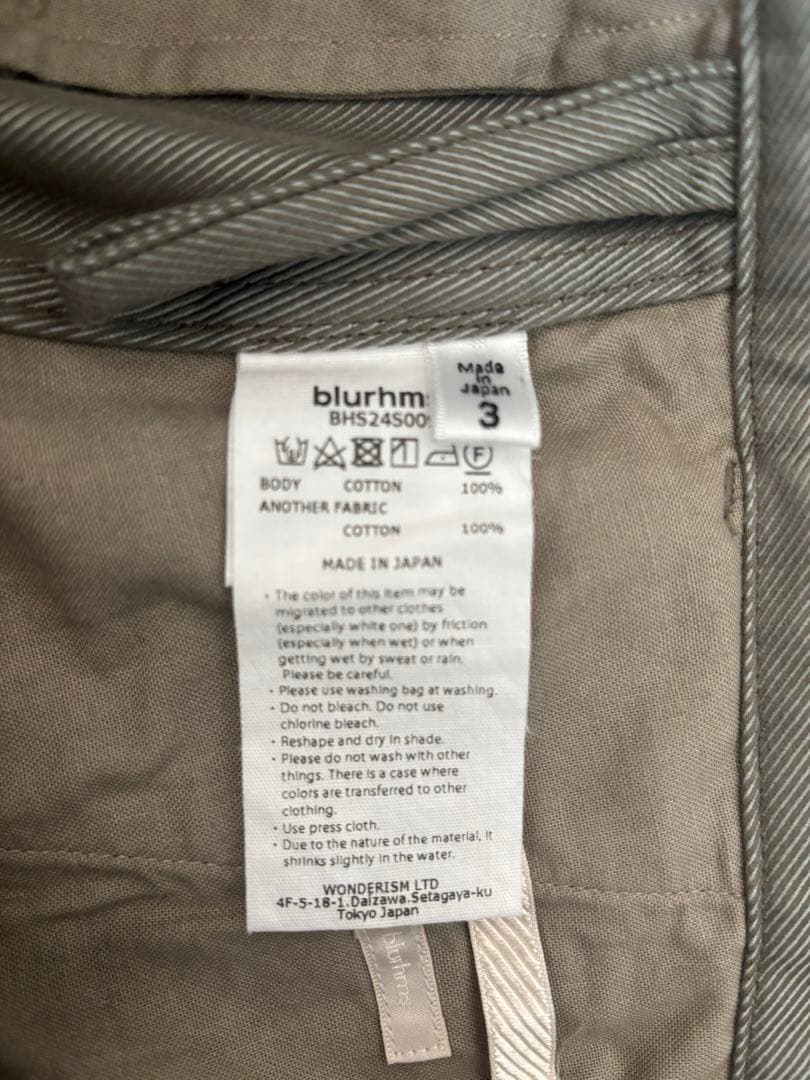 blurhm
Made
in
Japan
3
BHS24S00
F
BODY COTTON 100%
ANOTHER FABRIC
COTTON 100%
MADE IN JAPAN
• The color of this item may be
migrated to other clothes
(especially white one) by friction
(especially when wet) or when
getting wet by sweat or rain.
Please be careful.
• Please use washing bag at washing.
• Do not bleach. Do not use
chlorine bleach.
• Reshape and dry in shade.
• Please do not wash with other
things. There is a case where
colors are transferred to other
clothing.
• Use press cloth.
• Due to the nature of the material, it
shrinks slightly in the water.
WONDERISM LTD
4F-5-18-1.Daizawa.Setagaya-ku
Tokyo Japan
blurhms